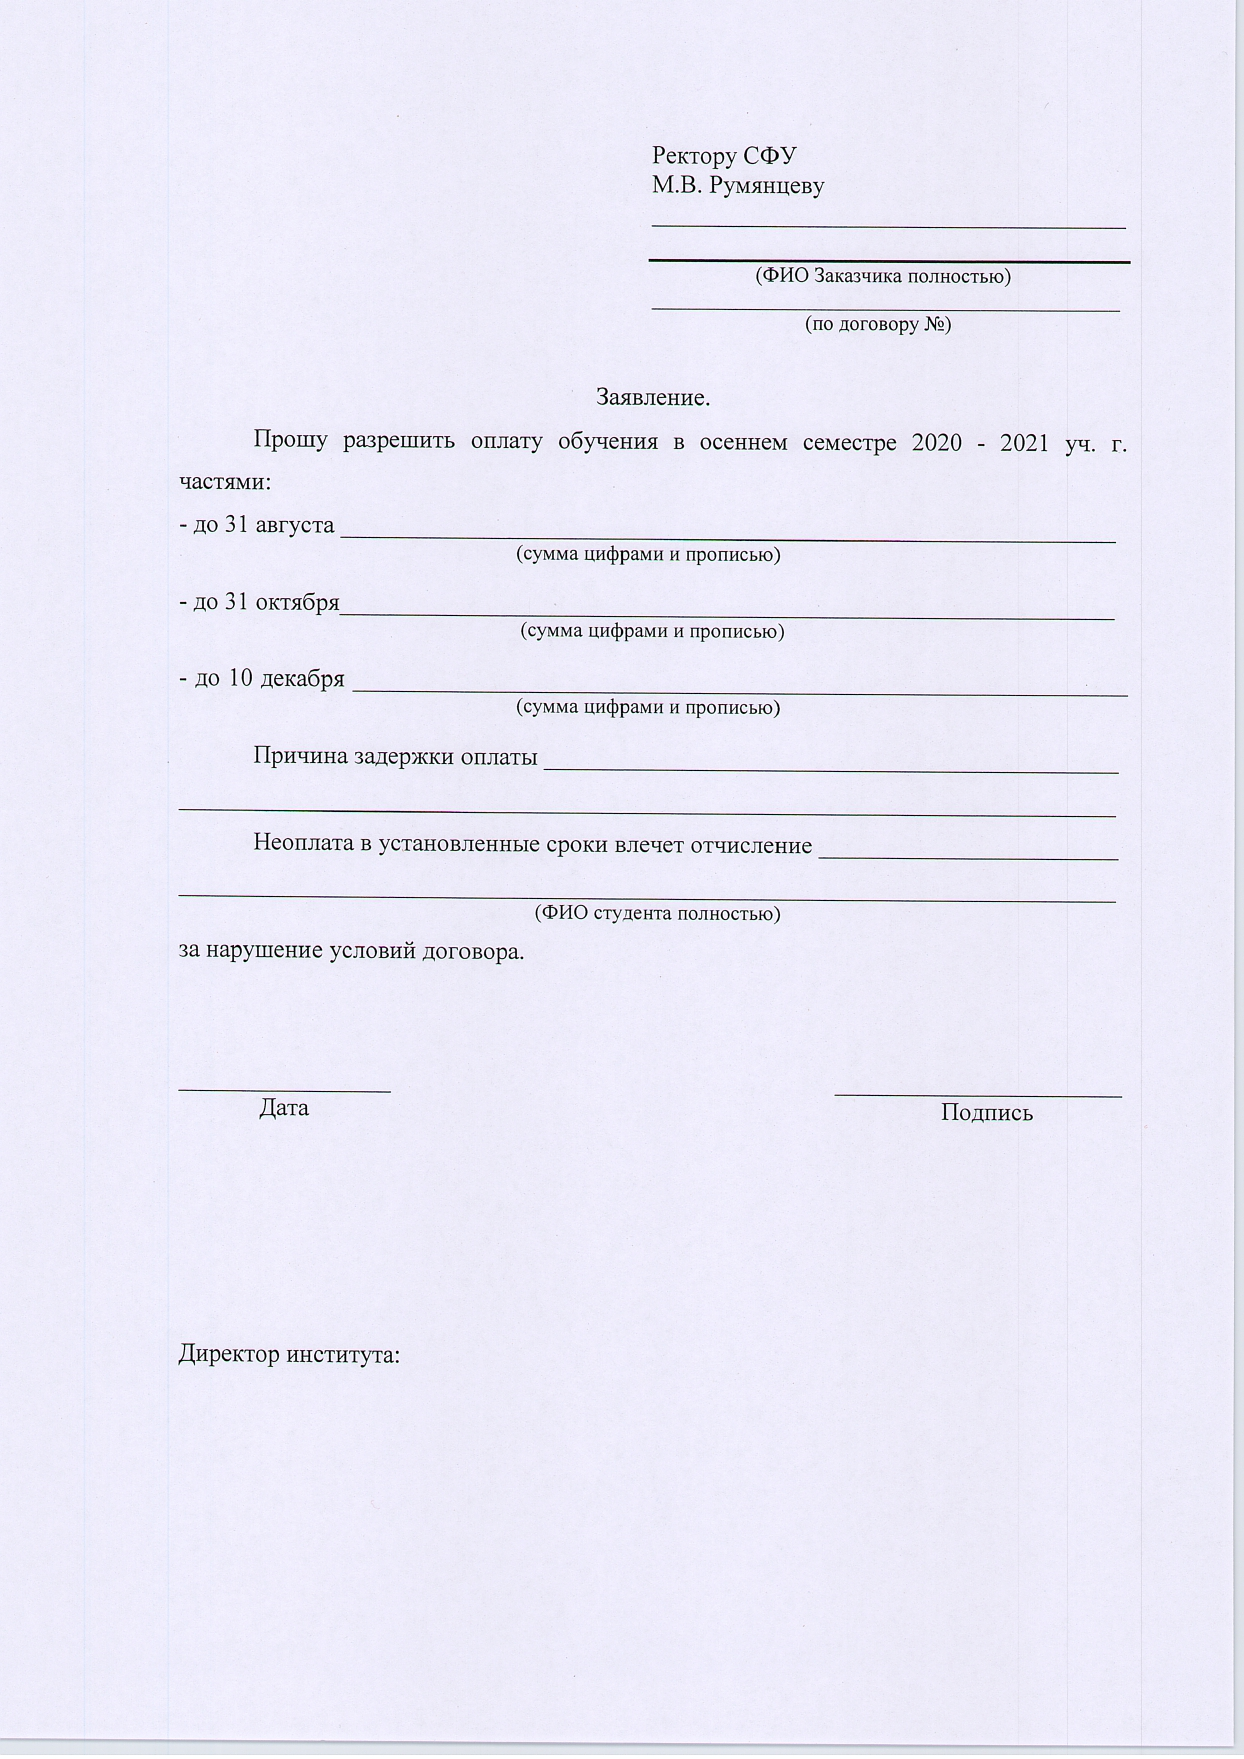 Ректору СФУ
М.В. Румянцеву
(ФИО Заказчика полностью)
(по договору №)
Заявление.
Прошу разрешить оплату обучения в осеннем семестре 2020 - 2021 уч. г.
частями:
- до 31 августа
(сумма цифрами и прописью)
- до 31 октября
(сумма цифрами и прописью)
- до 10 декабря
(сумма цифрами и прописью)
Причина задержки оплаты
Неоплата в установленные сроки влечет отчисление
(ФИО студента полностью)
за нарушение условий договора.
Дата Подпись
Директор института: